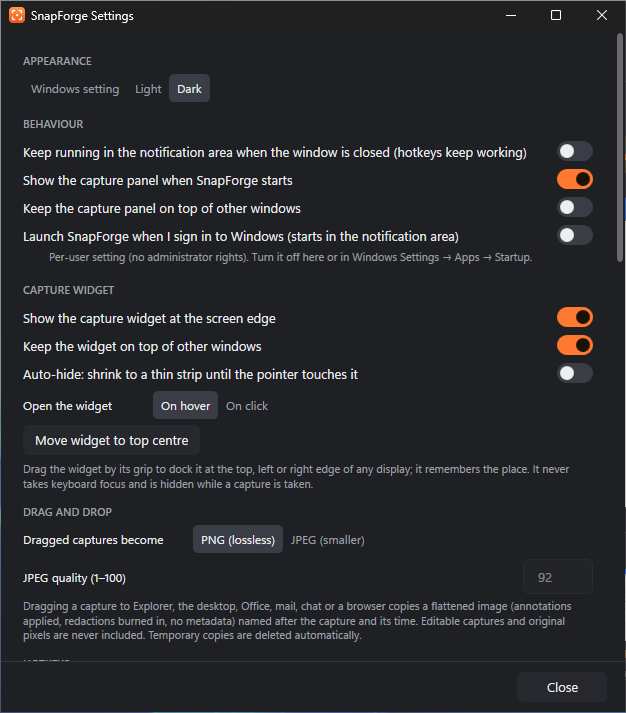 SnapForge Settings
APPEARANCE
Windows setting Light Dark
BEHAVIOUR
Keep running in the notification area when the window is closed (hotkeys keep working)
Show the capture panel when SnapForge starts
Keep the capture panel on top of other windows
Launch SnapForge when I sign in to Windows (starts in the notification area)
Per-user setting (no administrator rights). Turn it off here or in Windows Settings → Apps → Startup.
CAPTURE WIDGET
Show the capture widget at the screen edge
Keep the widget on top of other windows
Auto-hide: shrink to a thin strip until the pointer touches it
Open the widget On hover On click
Move widget to top centre
Drag the widget by its grip to dock it at the top, left or right edge of any display; it remembers the place. It never
takes keyboard focus and is hidden while a capture is taken.
DRAG AND DROP
Dragged captures become PNG (lossless) JPEG (smaller)
JPEG quality (1–100) 92
Dragging a capture to Explorer, the desktop, Office, mail, chat or a browser copies a flattened image (annotations
applied, redactions burned in, no metadata) named after the capture and its time. Editable captures and original
pixels are never included. Temporary copies are deleted automatically.
Close